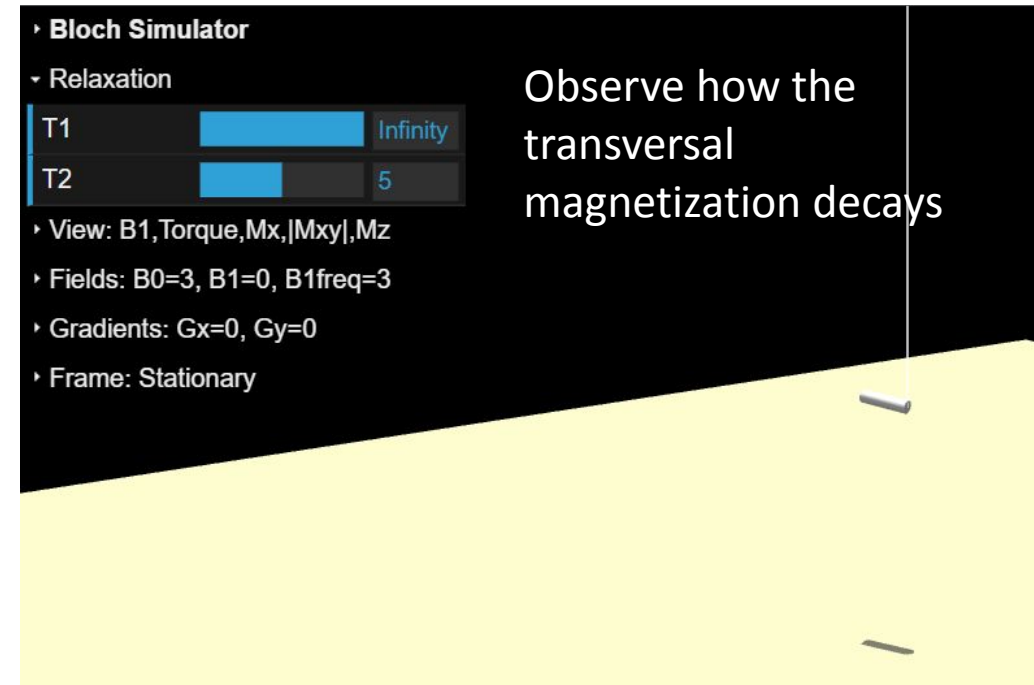 Bloch Simulator
Relaxation
T1 Infinity
T2 5
View: B1,Torque,Mx,|Mxy|,Mz
Fields: B0=3, B1=0, B1freq=3
Gradients: Gx=0, Gy=0
Frame: Stationary
Observe how the
transversal
magnetization decays